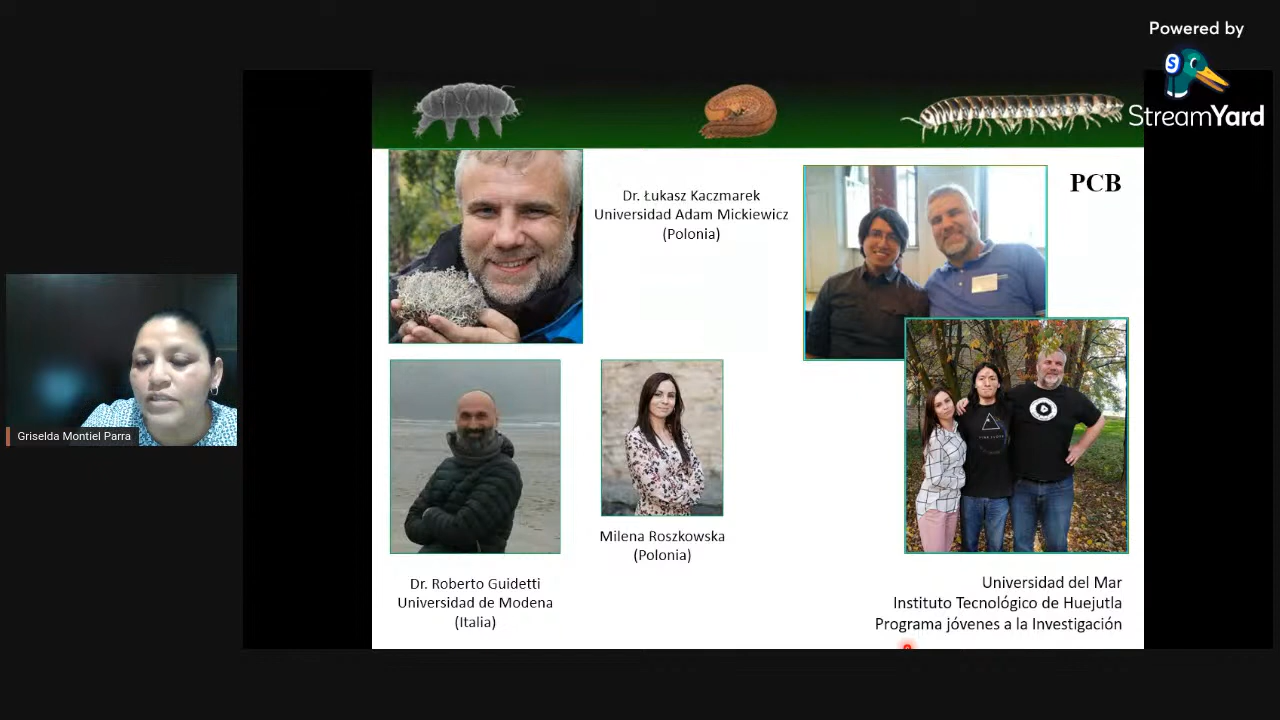 Powered by
StreamYard
Dr. Łukasz Kaczmarek
Universidad Adam Mickiewicz
(Polonia)
PCB
Griselda Montiel Parra
Milena Roszkowska
(Polonia)
Dr. Roberto Guidetti
Universidad de Modena
(Italia)
Universidad del Mar
Instituto Tecnológico de Huejutla
Programa jóvenes a la Investigación